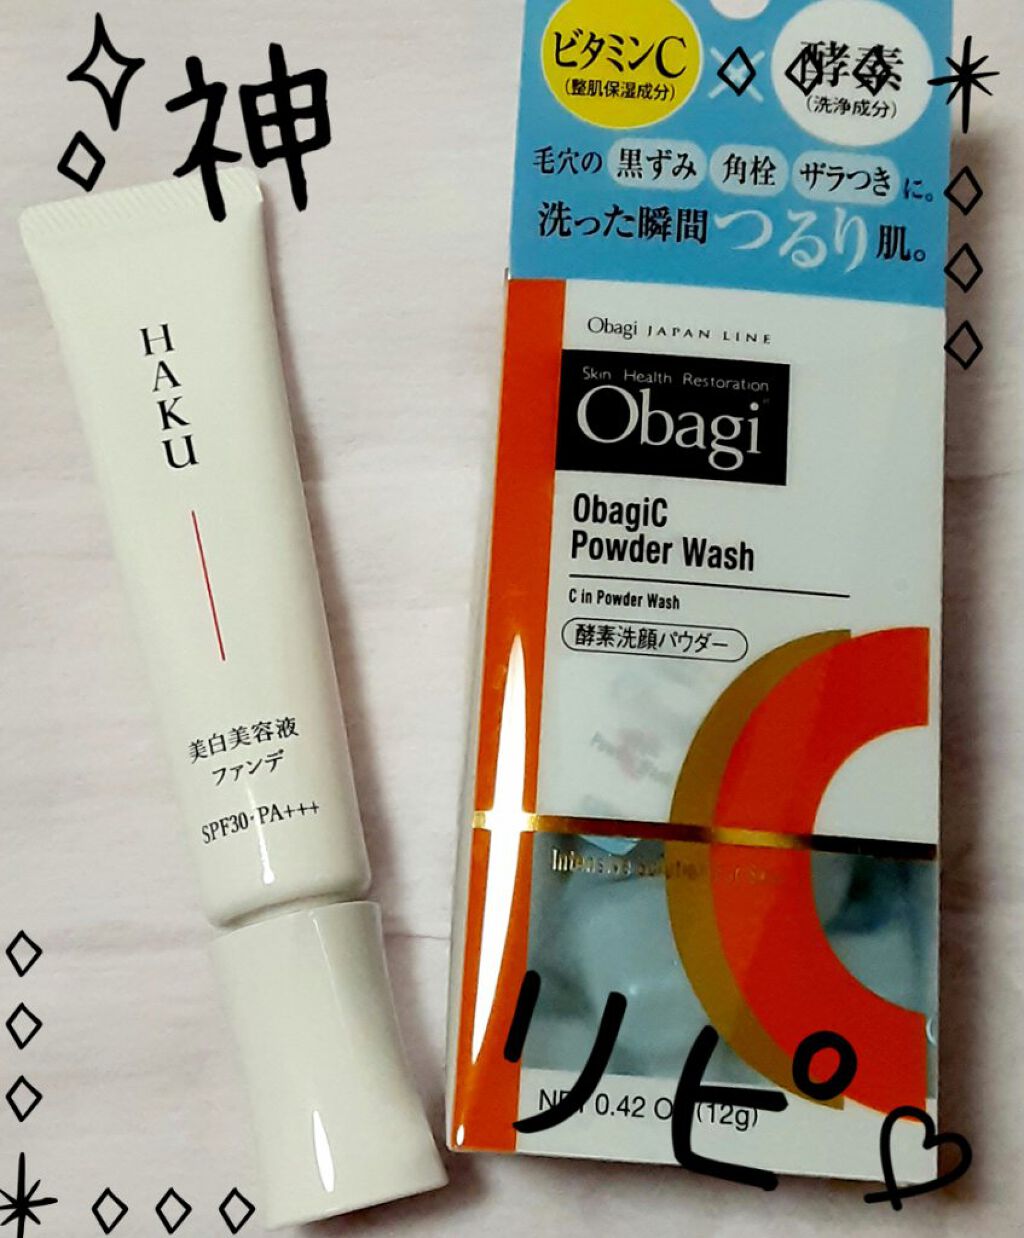 神
HAKU
美白美容液
ファンデ
SPF30・PA+++
ビタミンC
(整肌保湿成分)
酵素
(洗浄成分)
毛穴の 黒ずみ 角栓 ザラつき に。
洗った瞬間つるり肌。
Obagi JAPAN LINE
Skin Health Restoration
Obagi
ObagiC
Powder Wash
C in Powder Wash
酵素洗顔パウダー
Intensive
0.42 (12g)
リピ